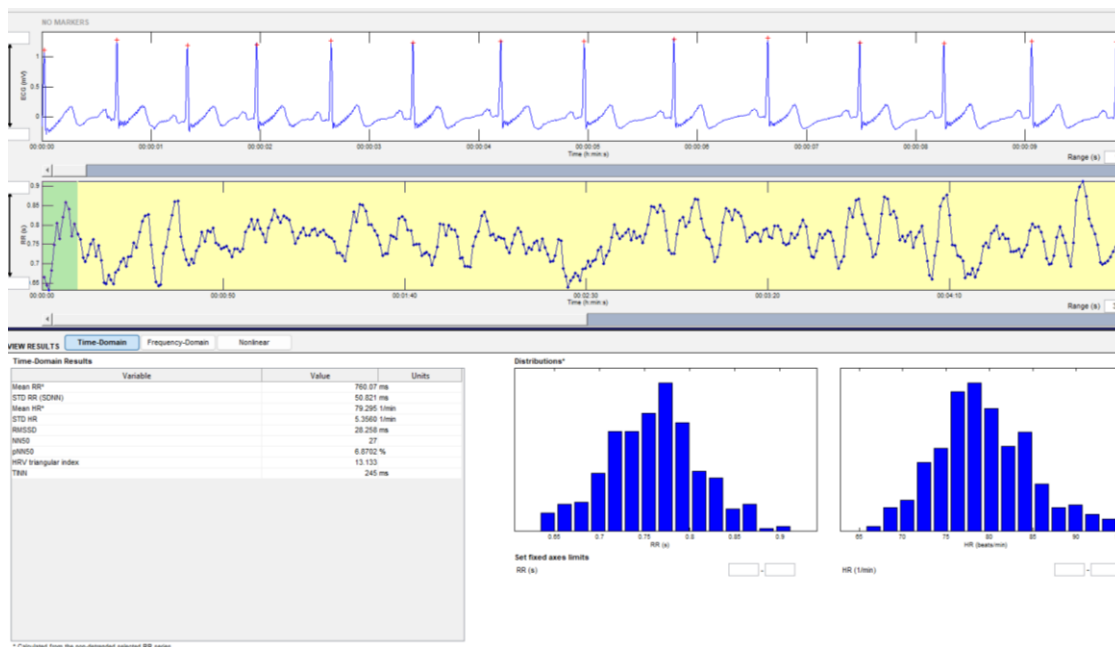 NO MARKERS
ECG (mV)
1
0.5
0
00:00:00 00:00:01 00:00:02 00:00:03 00:00:04 00:00:05 00:00:06 00:00:07 00:00:08 00:00:09
Time (h:min:s)
Range (s)
RR (s)
0.9
0.85
0.8
0.75
0.7
0.65
00:00:00 00:00:50 00:01:40 00:02:30 00:03:20 00:04:10
Time (h:min:s)
Range (s)
VIEW RESULTS Time-Domain Frequency-Domain Nonlinear
Time-Domain Results
Variable Value Units
Mean RR* 760.07 ms
STD RR (SDNN) 50.821 ms
Mean HR* 79.295 1/min
STD HR 5.3560 1/min
RMSSD 28.258 ms
NN50 27
pNN50 6.8702 %
HRV triangular index 13.133
TINN 245 ms
Distributions*
0.65 0.7 0.75 0.8 0.85 0.9
RR (s)
65 70 75 80 85 90
HR (beats/min)
Set fixed axes limits
RR (s) - HR (1/min) -
* Calculated from the non-detrended selected RR series.